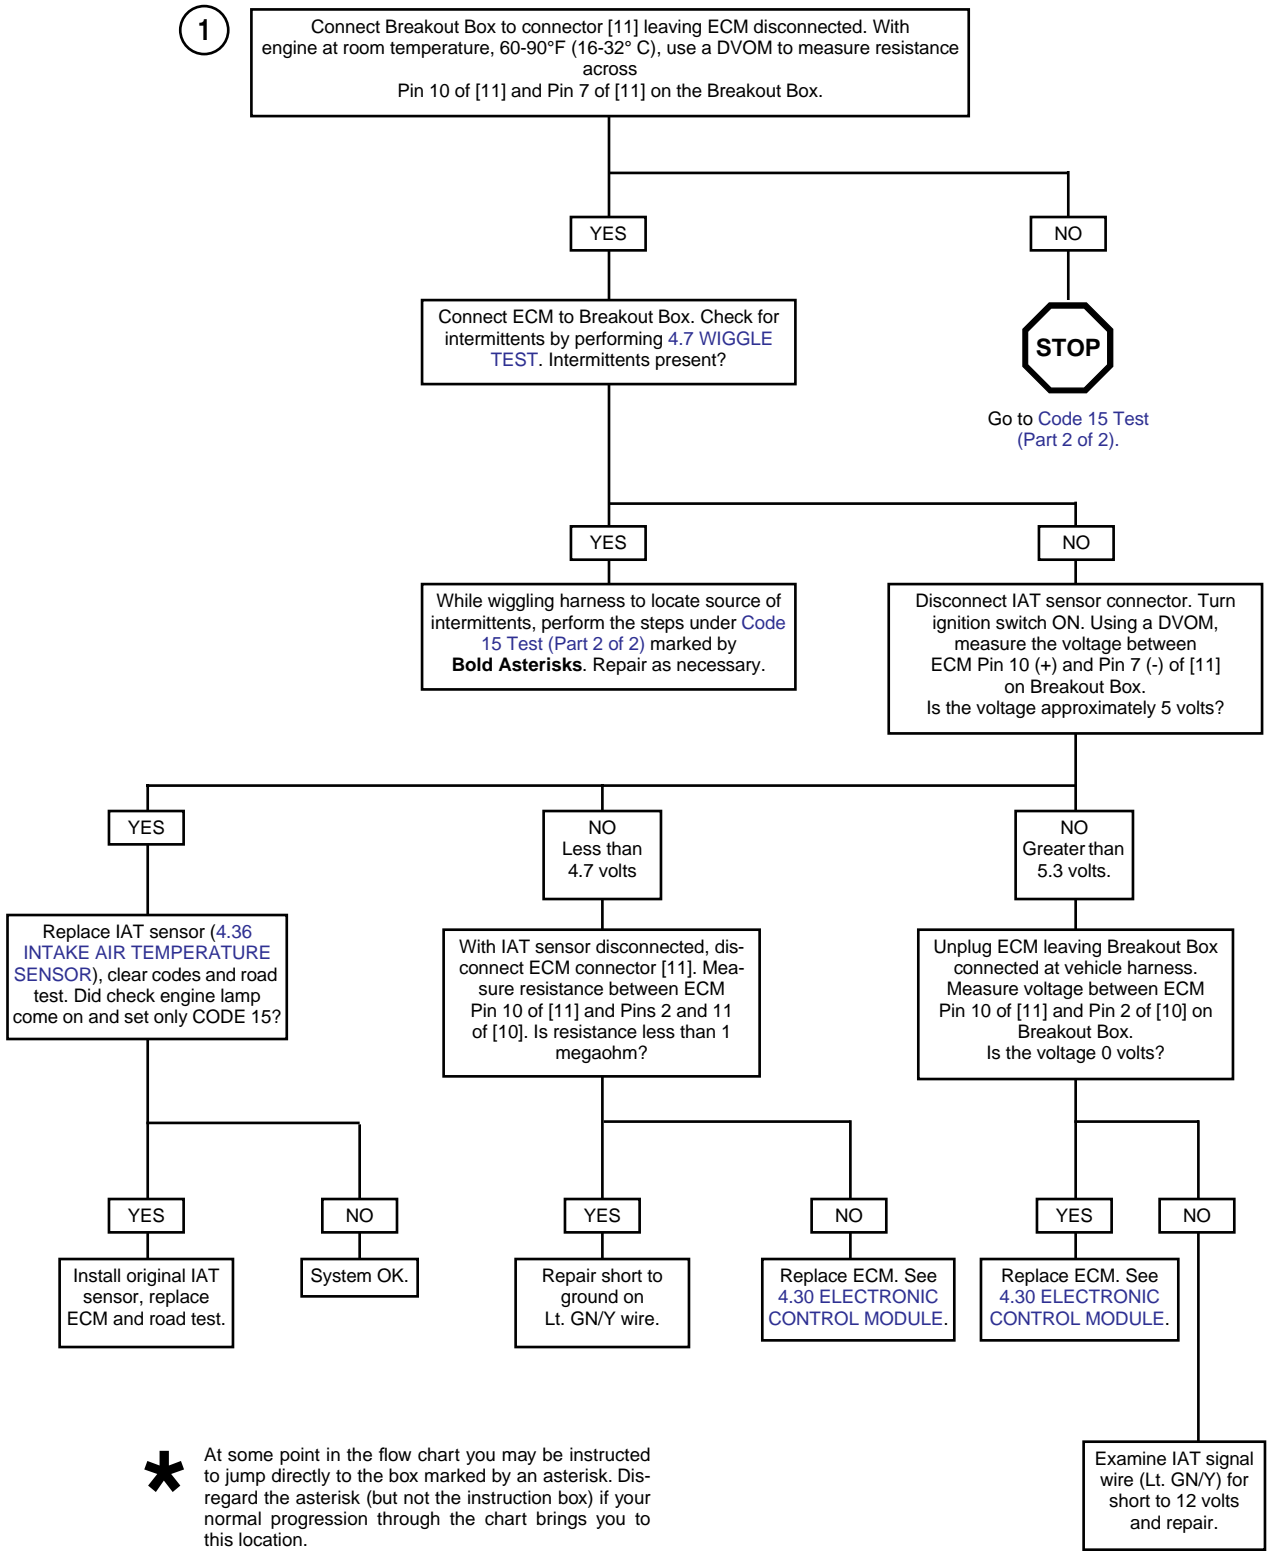 1
Connect Breakout Box to connector [11] leaving ECM disconnected. With
engine at room temperature, 60-90°F (16-32° C), use a DVOM to measure resistance
across
Pin 10 of [11] and Pin 7 of [11] on the Breakout Box.
YES
NO
Connect ECM to Breakout Box. Check for
intermittents by performing 4.7 WIGGLE
TEST. Intermittents present?
STOP
Go to Code 15 Test
(Part 2 of 2).
YES
NO
While wiggling harness to locate source of
intermittents, perform the steps under Code
15 Test (Part 2 of 2) marked by
Bold Asterisks. Repair as necessary.
Disconnect IAT sensor connector. Turn
ignition switch ON. Using a DVOM,
measure the voltage between
ECM Pin 10 (+) and Pin 7 (-) of [11]
on Breakout Box.
Is the voltage approximately 5 volts?
YES
NO
Less than
4.7 volts
NO
Greater than
5.3 volts.
Replace IAT sensor (4.36
INTAKE AIR TEMPERATURE
SENSOR), clear codes and road
test. Did check engine lamp
come on and set only CODE 15?
With IAT sensor disconnected, dis-
connect ECM connector [11]. Mea-
sure resistance between ECM
Pin 10 of [11] and Pins 2 and 11
of [10]. Is resistance less than 1
megaohm?
Unplug ECM leaving Breakout Box
connected at vehicle harness.
Measure voltage between ECM
Pin 10 of [11] and Pin 2 of [10] on
Breakout Box.
Is the voltage 0 volts?
YES
NO
YES
NO
YES
NO
Install original IAT
sensor, replace
ECM and road test.
System OK.
Repair short to
ground on
Lt. GN/Y wire.
Replace ECM. See
4.30 ELECTRONIC
CONTROL MODULE.
Replace ECM. See
4.30 ELECTRONIC
CONTROL MODULE.
Examine IAT signal
wire (Lt. GN/Y) for
short to 12 volts
and repair.
* At some point in the flow chart you may be instructed
to jump directly to the box marked by an asterisk. Dis-
regard the asterisk (but not the instruction box) if your
normal progression through the chart brings you to
this location.